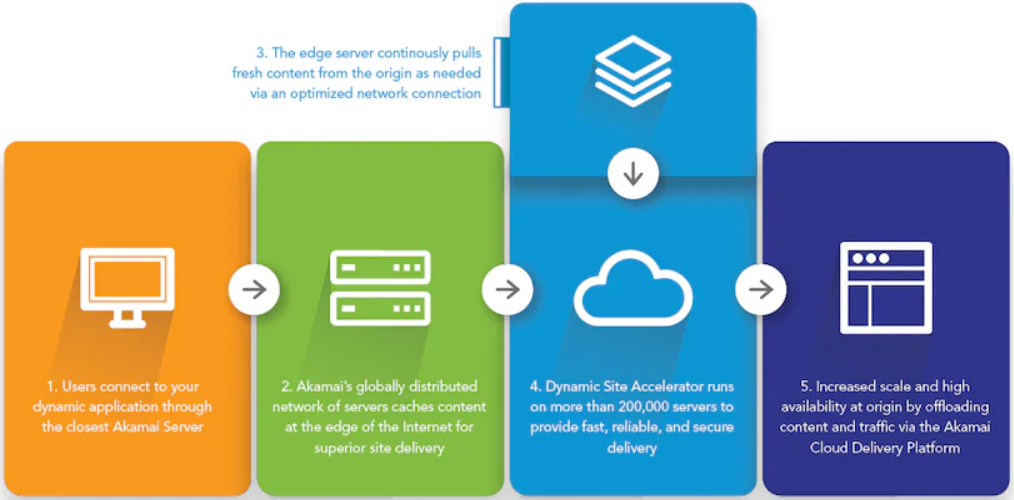 3. The edge server continously pulls
fresh content from the origin as needed
via an optimized network connection
1. Users connect to your
dynamic application through
the closest Akamai Server
2. Akamai's globally distributed
network of servers caches content
at the edge of the Internet for
superior site delivery
4. Dynamic Site Accelerator runs
on more than 200,000 servers to
provide fast, reliable, and secure
delivery
5. Increased scale and high
availability at origin by offloading
content and traffic via the Akamai
Cloud Delivery Platform